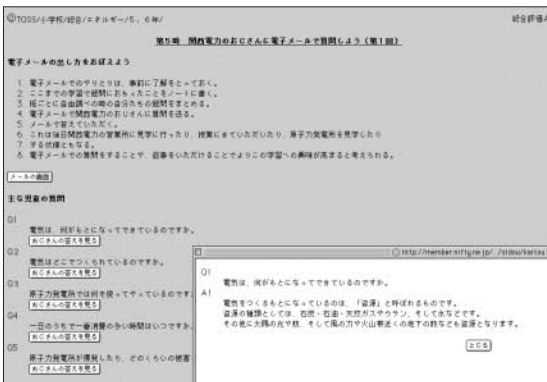 ©TOSS/小学校/総合/エネルギー/5、6年/
総合評価A
第5時 関西電力のおじさんに電子メールで質問しよう（第1回）
電子メールの出し方をおぼえよう
1. 電子メールでのやりとりは、事前に了解をとっておく。
2. ここまでの学習で疑問におもったことをノートに書く。
3. 班ごとに自由調べの時の自分たちの疑問をまとめる。
4. 電子メールで関西電力のおじさんに質問を送る。
5. メールで答えていただく。
6. これは後日関西電力の営業所に見学に行ったり、授業にきていただいたり、原子力発電所を見学したり
7. する伏線ともなる。
8. 電子メールでの質問をすることや、返事をいただけることでよりこの学習への興味が高まると考えられる。
メールの画面
主な児童の質問
Q1
電気は、何がもとになってできているのですか。
おじさんの答えを見る
Q2
電気はどこでつくられているのですか。
おじさんの答えを見る
Q3
原子力発電所では何を使ってやっているのです
おじさんの答えを見る
Q4
一日のうちで一番消費の多い時間はいつですか
おじさんの答えを見る
Q5
原子力発電所が爆発したら、どのくらいの被害
おじさんの答えを見る
http://member.nifty.ne.jp/
Q1
電気は、何がもとになってできているのですか。
A1
電気をつくるもとになっているのは、「資源」と呼ばれるものです。
資源の種類としては、石炭・石油・天然ガスやウラン、そして水などです。
その他に太陽の光や熱、そして風の力や火山帯近くの地下の熱なども資源となります。
とじる